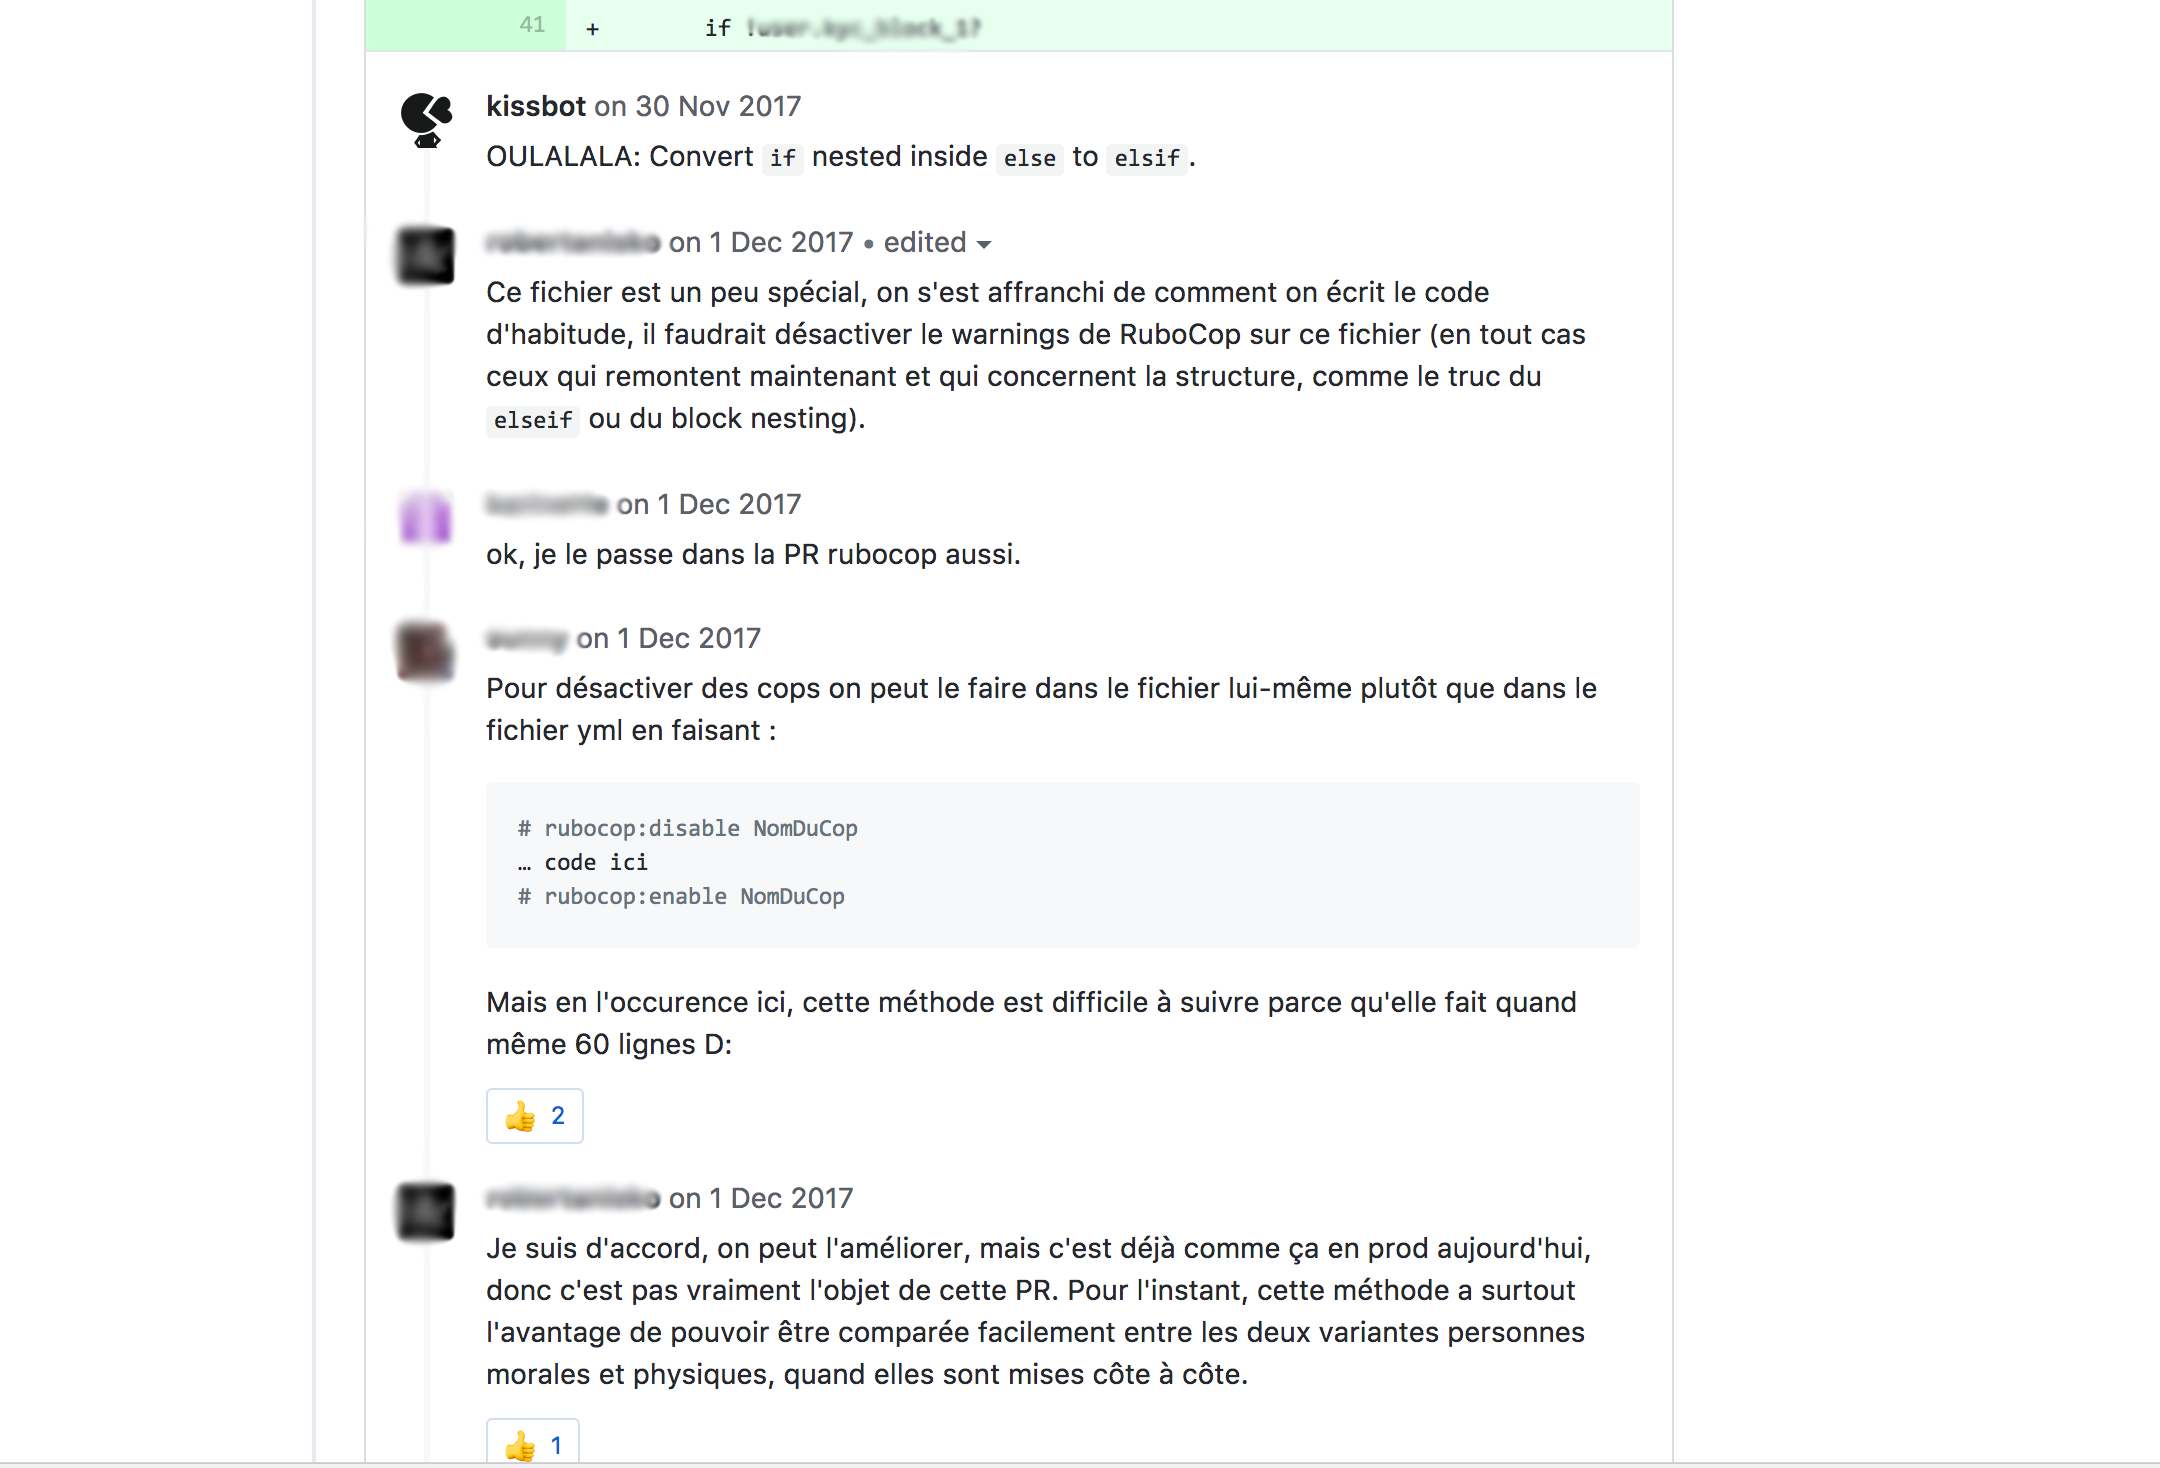 41 + if
kissbot on 30 Nov 2017
OULALALA: Convert if nested inside else to elsif.
on 1 Dec 2017 • edited
Ce fichier est un peu spécial, on s'est affranchi de comment on écrit le code
d'habitude, il faudrait désactiver le warnings de RuboCop sur ce fichier (en tout cas
ceux qui remontent maintenant et qui concernent la structure, comme le truc du
elseif ou du block nesting).
on 1 Dec 2017
ok, je le passe dans la PR rubocop aussi.
on 1 Dec 2017
Pour désactiver des cops on peut le faire dans le fichier lui-même plutôt que dans le
fichier yml en faisant :
# rubocop:disable NomDuCop
… code ici
# rubocop:enable NomDuCop
Mais en l'occurence ici, cette méthode est difficile à suivre parce qu'elle fait quand
même 60 lignes D:
👍 2
on 1 Dec 2017
Je suis d'accord, on peut l'améliorer, mais c'est déjà comme ça en prod aujourd'hui,
donc c'est pas vraiment l'objet de cette PR. Pour l'instant, cette méthode a surtout
l'avantage de pouvoir être comparée facilement entre les deux variantes personnes
morales et physiques, quand elles sont mises côte à côte.
👍 1